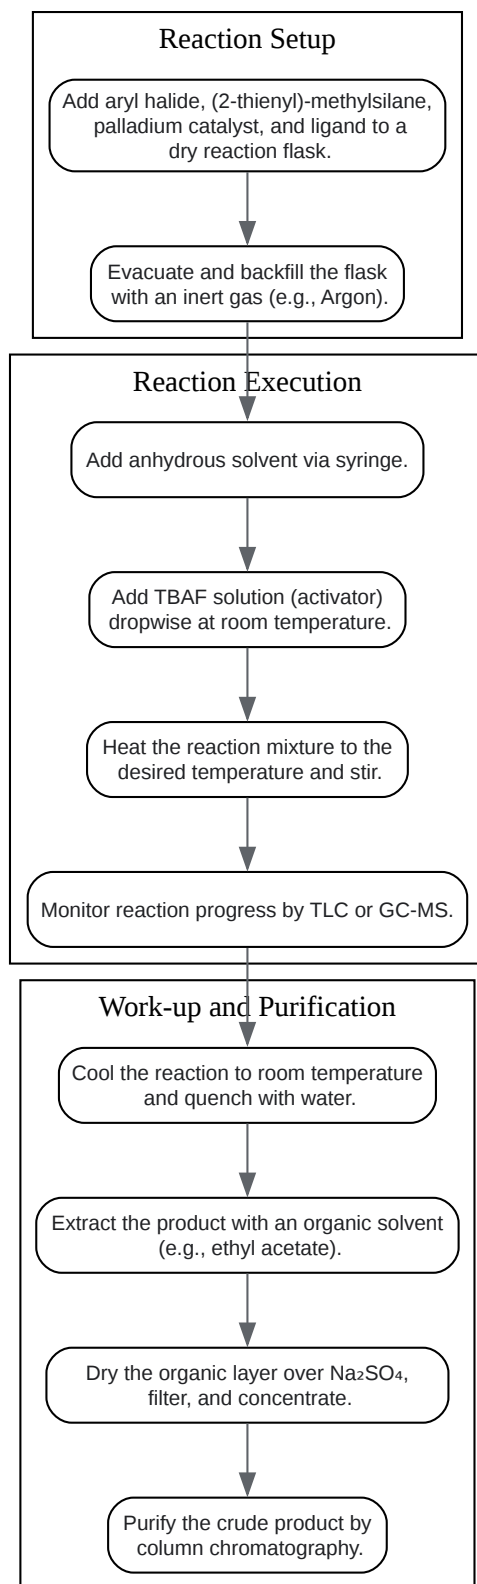 Reaction Setup
Add aryl halide, (2-thienyl)-methylsilane,
palladium catalyst, and ligand to a
dry reaction flask.
Evacuate and backfill the flask
with an inert gas (e.g., Argon).
Reaction Execution
Add anhydrous solvent via syringe.
Add TBAF solution (activator)
dropwise at room temperature.
Heat the reaction mixture to the
desired temperature and stir.
Monitor reaction progress by TLC or GC-MS.
Work-up and Purification
Cool the reaction to room temperature
and quench with water.
Extract the product with an organic solvent
(e.g., ethyl acetate).
Dry the organic layer over Na₂SO₄,
filter, and concentrate.
Purify the crude product by
column chromatography.